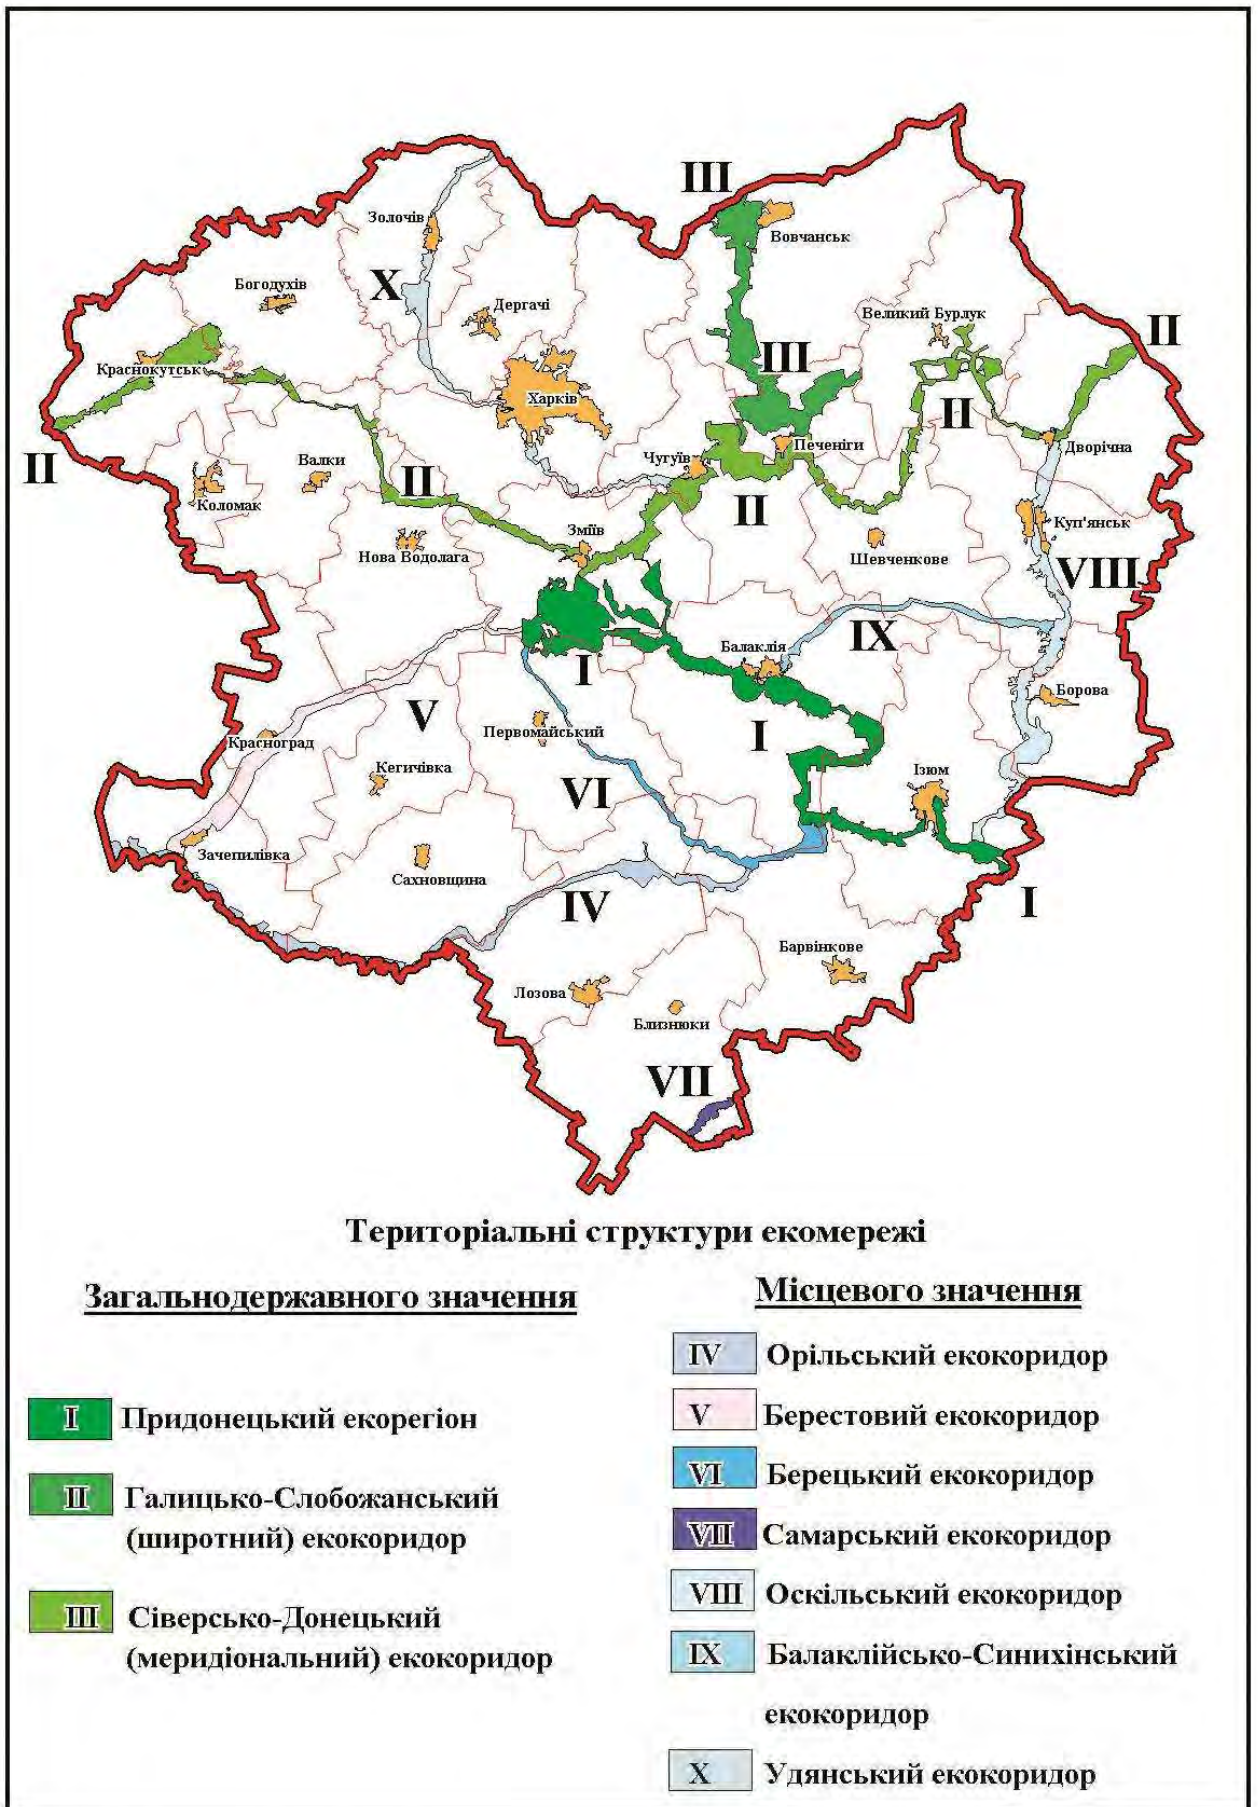 III
Золочів
Вовчанськ
X
Богодухів
Дергачі
Великий Бурлук
II
III
Краснокутськ
Харків
II
II
Валки
Чугуїв
Печеніги
Дворічна
II
Коломак
II
Зміїв
Куп'янськ
Нова Водолага
Шевченкове
VIII
IX
Балаклія
I
Борова
V
Первомайський
I
Красноград
Кегичівка
Ізюм
VI
Зачепилівка
Сахновщина
IV
I
Барвінкове
Лозова
Близнюки
VII
Територіальні структури екомережі
Загальнодержавного значення
I Придонецький екорегіон
II Галицько-Слобожанський
(широтний) екокоридор
III Сіверсько-Донецький
(меридіональний) екокоридор
Місцевого значення
IV Орільський екокоридор
V Берестовий екокоридор
VI Берецький екокоридор
VII Самарський екокоридор
VIII Оскільський екокоридор
IX Балаклійсько-Синихінський
екокоридор
X Удянський екокоридор